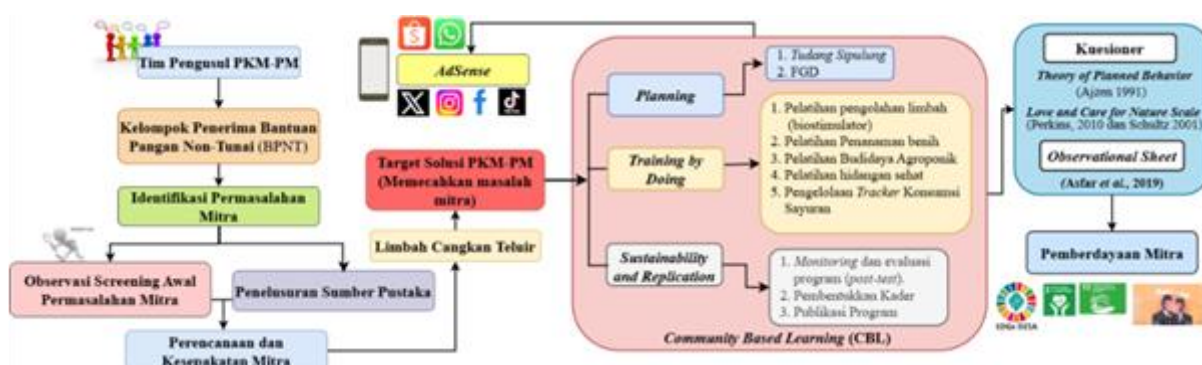 Tim Pengusul PKM-PM
Kelompok Penerima Bantuan
Pangan Non-Tunai (BPNT)
Identifikasi Permasalahan
Mitra
Observasi Screening Awal
Permasalahan Mitra
Penelusuran Sumber Pustaka
Perencanaan dan
Kesepakatan Mitra
Limbah Cangkan Teluir
Target Solusi PKM-PM
(Memecahkan masalah
mitra)
AdSense
Planning
1. Tudang Sipulung
2. FGD
Training by
Doing
1. Pelatihan pengolahan limbah
(biostimulator)
2. Pelatihan Penanaman benih
3. Pelatihan Budidaya Agroponik
4. Pelatihan hidangan sehat
5. Pengelolaan Tracker Konsumsi
Sayuran
Sustainability
and Replication
1. Monitoring dan evaluasi
program (post-test).
2. Pembentukkan Kader
3. Publikasi Program
Community Based Learning (CBL)
Kuesioner
Theory of Planned Behavior
(Ajzen 1991)
Love and Care for Nature Scale
(Perkins, 2010 dan Schultz 2001)
Observational Sheet
(Asfar et al., 2019)
Pemberdayaan Mitra
SDGs DESA